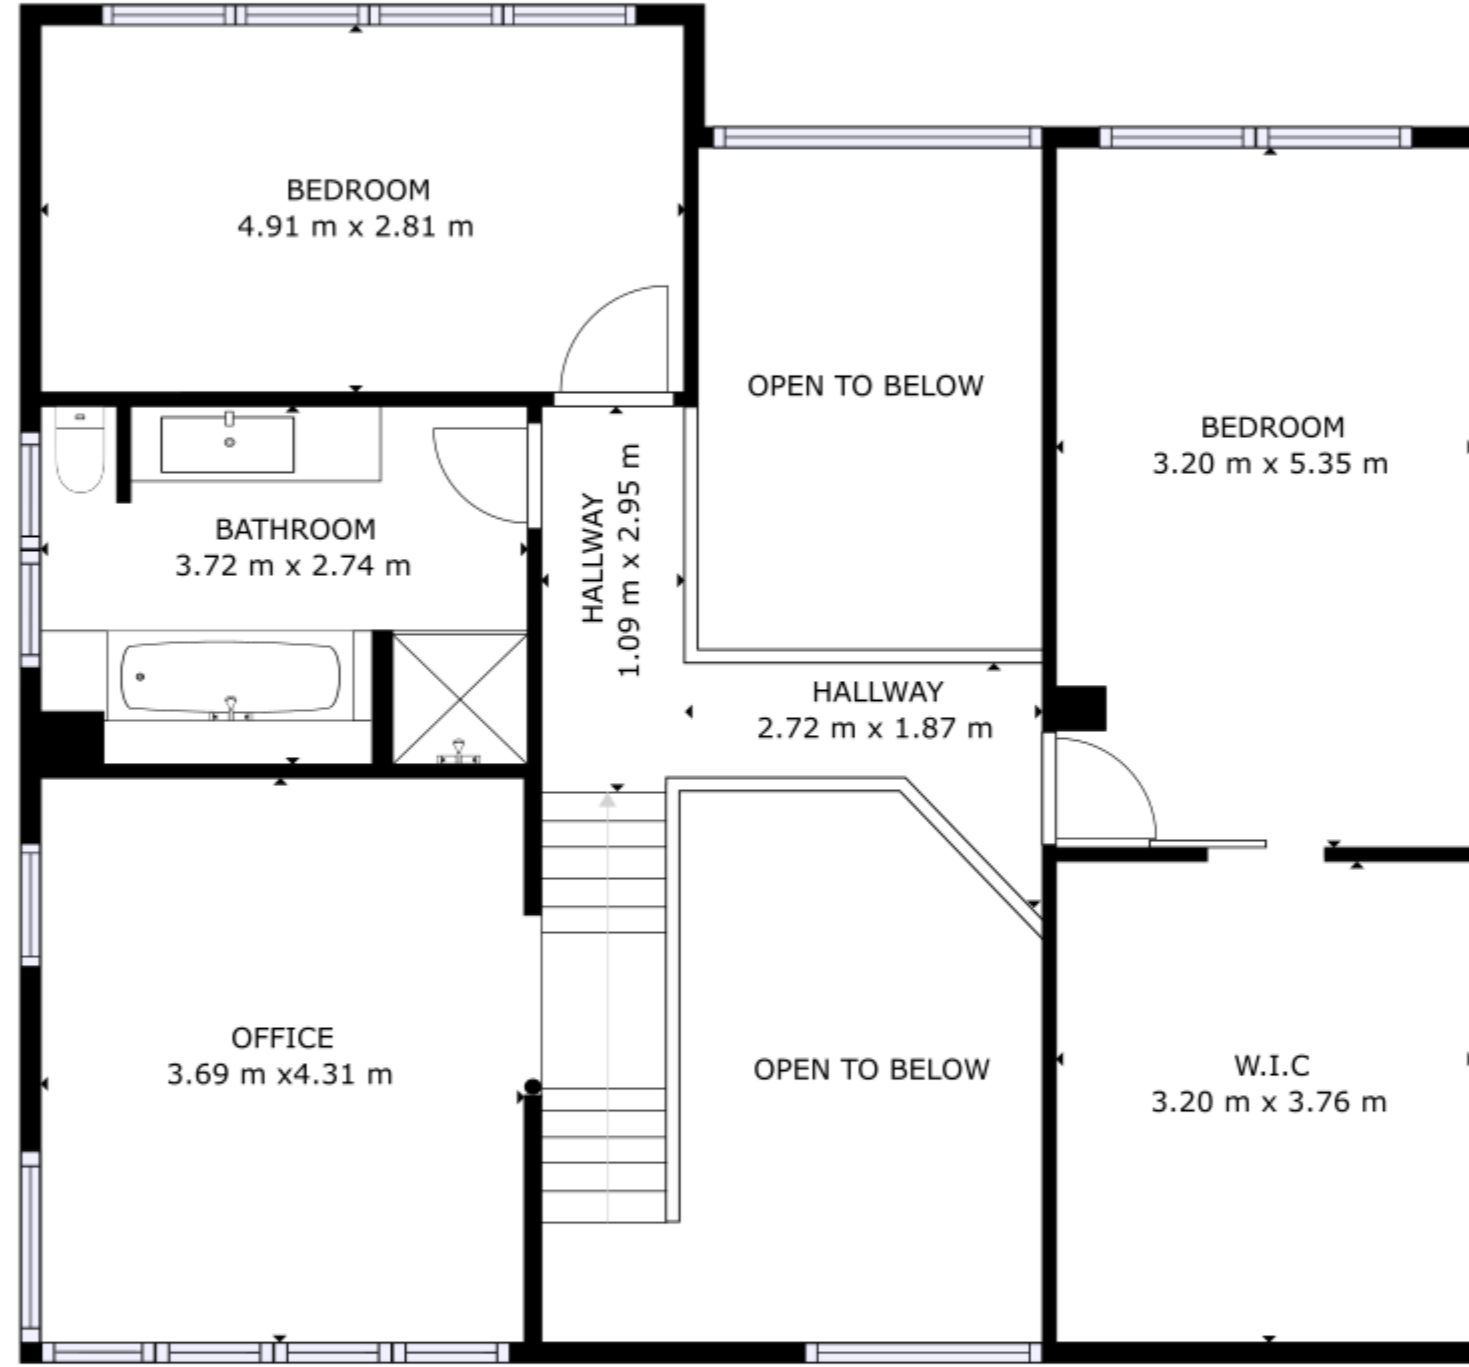 BEDROOM
4.91 m x 2.81 m
OPEN TO BELOW
BEDROOM
3.20 m x 5.35 m
BATHROOM
3.72 m x 2.74 m
HALLWAY
1.09 m x 2.95 m
HALLWAY
2.72 m x 1.87 m
OFFICE
3.69 m x4.31 m
OPEN TO BELOW
W.I.C
3.20 m x 3.76 m